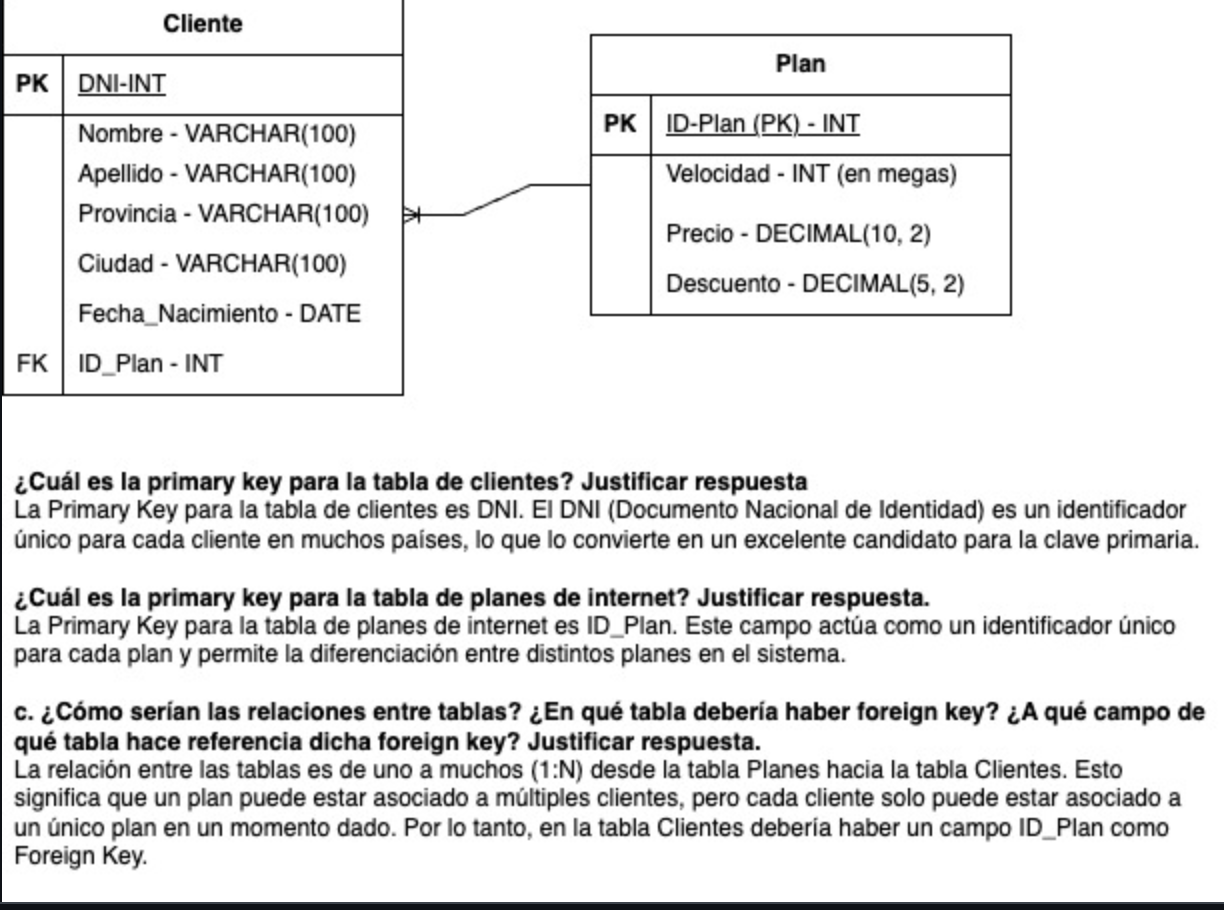 Cliente
PK DNI-INT
Nombre - VARCHAR(100)
Apellido - VARCHAR(100)
Provincia - VARCHAR(100)
Ciudad - VARCHAR(100)
Fecha_Nacimiento - DATE
FK ID_Plan - INT
Plan
PK ID-Plan (PK) - INT
Velocidad - INT (en megas)
Precio - DECIMAL(10, 2)
Descuento - DECIMAL(5, 2)
¿Cuál es la primary key para la tabla de clientes? Justificar respuesta
La Primary Key para la tabla de clientes es DNI. El DNI (Documento Nacional de Identidad) es un identificador
único para cada cliente en muchos países, lo que lo convierte en un excelente candidato para la clave primaria.
¿Cuál es la primary key para la tabla de planes de internet? Justificar respuesta.
La Primary Key para la tabla de planes de internet es ID_Plan. Este campo actúa como un identificador único
para cada plan y permite la diferenciación entre distintos planes en el sistema.
c. ¿Cómo serían las relaciones entre tablas? ¿En qué tabla debería haber foreign key? ¿A qué campo de
qué tabla hace referencia dicha foreign key? Justificar respuesta.
La relación entre las tablas es de uno a muchos (1:N) desde la tabla Planes hacia la tabla Clientes. Esto
significa que un plan puede estar asociado a múltiples clientes, pero cada cliente solo puede estar asociado a
un único plan en un momento dado. Por lo tanto, en la tabla Clientes debería haber un campo ID_Plan como
Foreign Key.